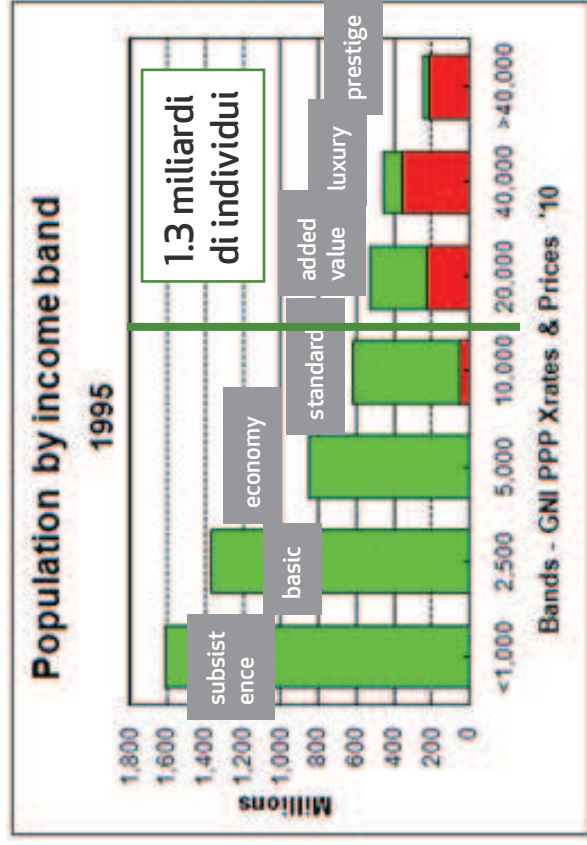 Population by income band
1995
1.3 miliardi
di individui
Millions
1,800
1,600
1,400
1,200
1,000
800
600
400
200
0
subsist
ence
basic
economy
standard
added
value
luxury
prestige
<1,000
2,500
5,000
10,000
20,000
40,000
>40,000
Bands - GNI PPP Xrates & Prices '10